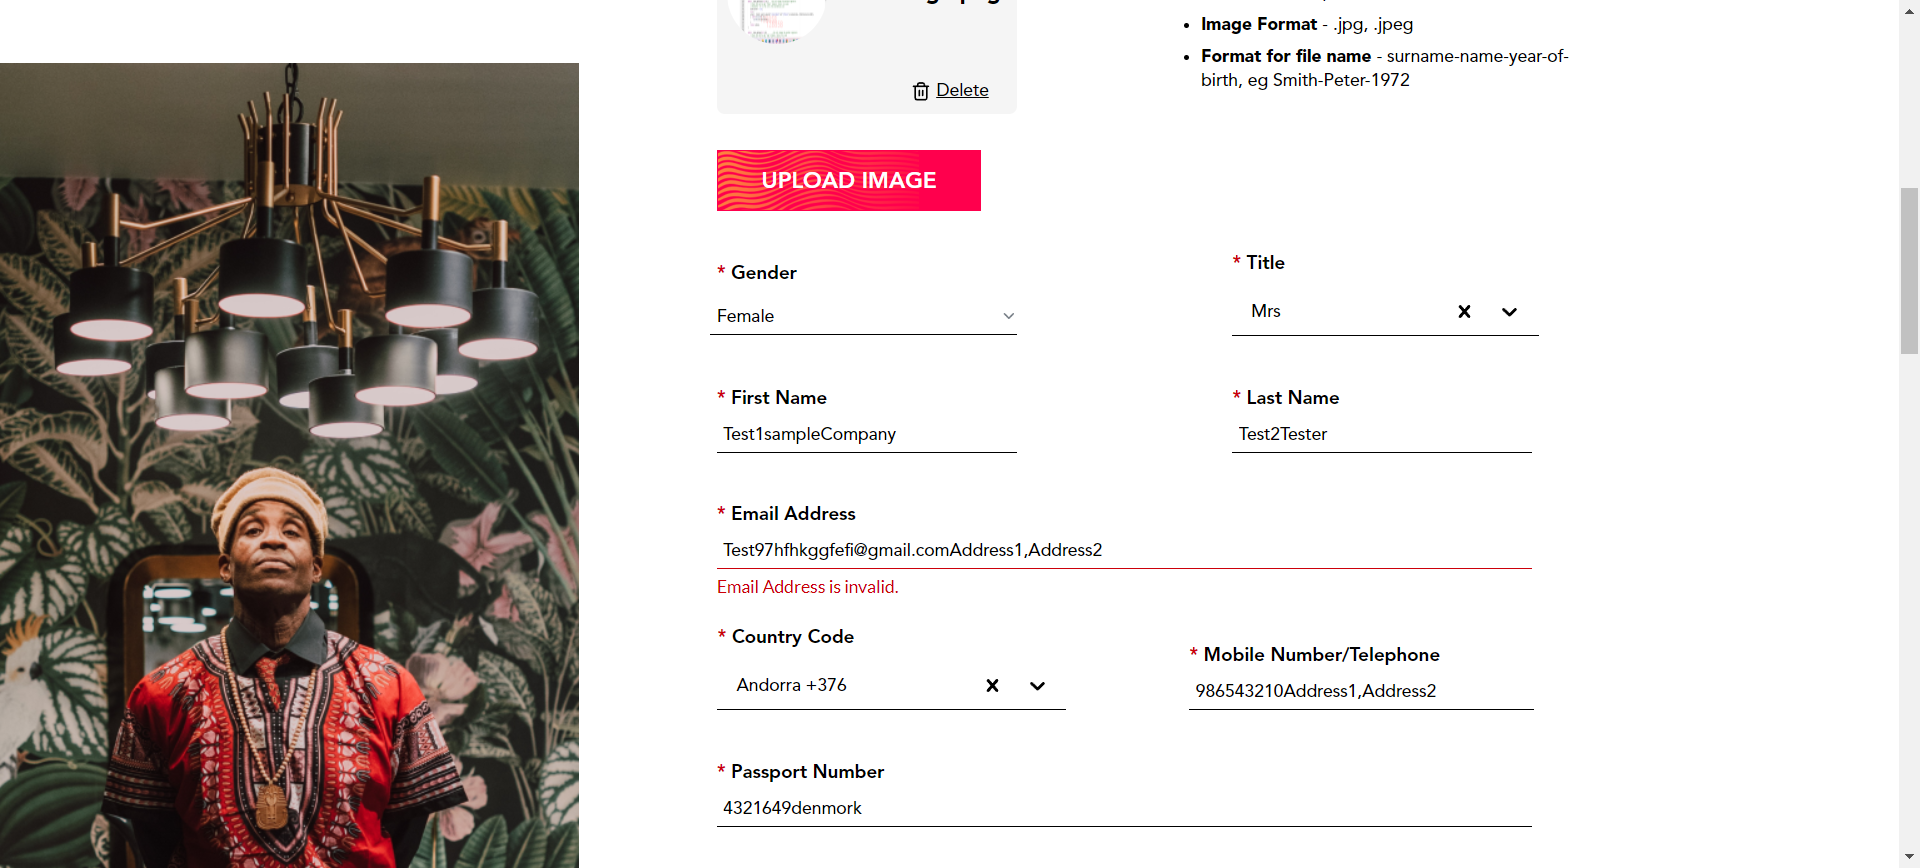 Image Format - .jpg, .jpeg
Format for file name - surname-name-year-of-
birth, eg Smith-Peter-1972
Delete
UPLOAD IMAGE
* Gender
* Title
Female
Mrs
* First Name
* Last Name
Test1sampleCompany
Test2Tester
* Email Address
Test97hfhkggfefi@gmail.comAddress1,Address2
Email Address is invalid.
* Country Code
* Mobile Number/Telephone
Andorra +376
986543210Address1,Address2
* Passport Number
4321649denmork